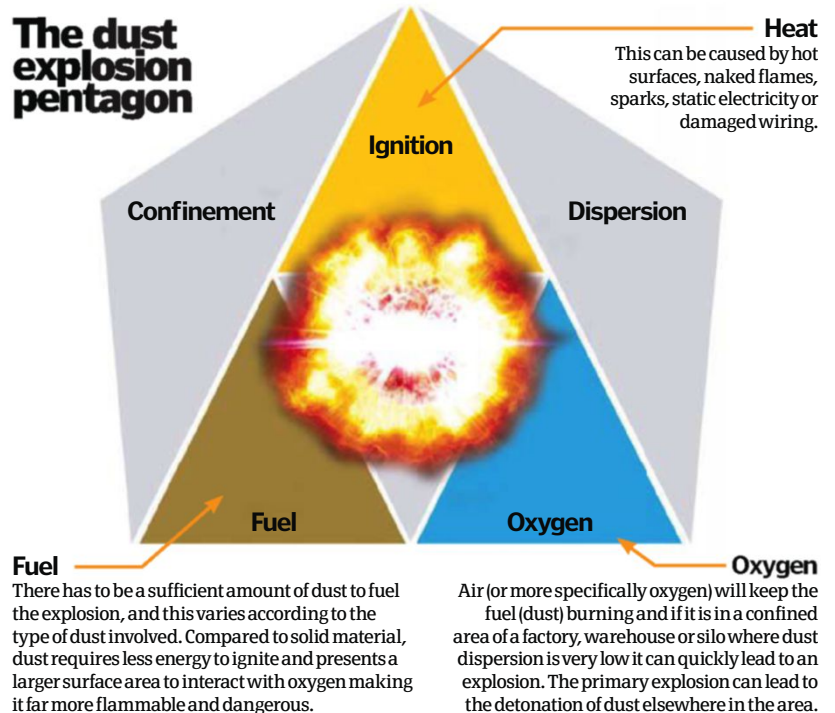 The dust
explosion
pentagon
Heat
This can be caused by hot
surfaces, naked flames,
sparks, static electricity or
damaged wiring.
Ignition
Confinement
Dispersion
Fuel
Oxygen
Fuel
There has to be a sufficient amount of dust to fuel
the explosion, and this varies according to the
type of dust involved. Compared to solid material,
dust requires less energy to ignite and presents a
larger surface area to interact with oxygen making
it far more flammable and dangerous.
Oxygen
Air (or more specifically oxygen) will keep the
fuel (dust) burning and if it is in a confined
area of a factory, warehouse or silo where dust
dispersion is very low it can quickly lead to an
explosion. The primary explosion can lead to
the detonation of dust elsewhere in the area.